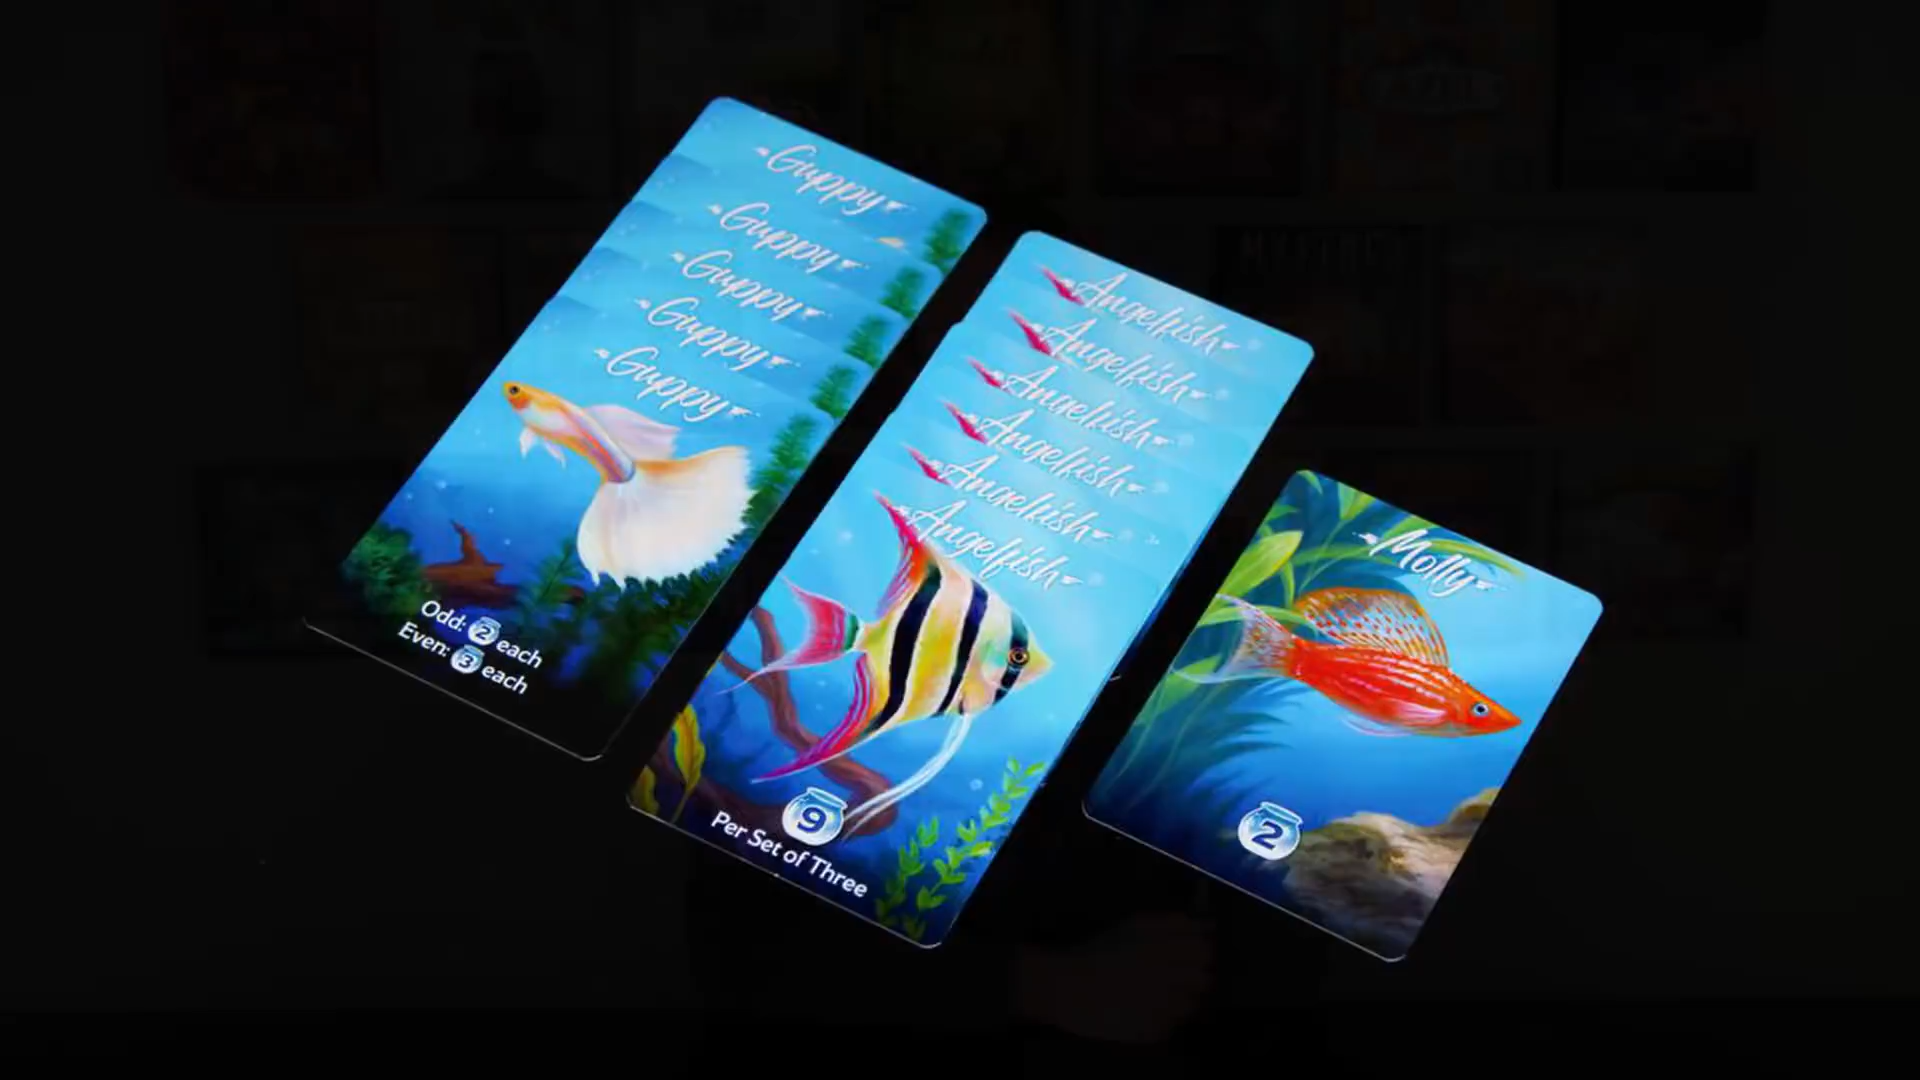 Guppy
Guppy
Guppy
Guppy
Guppy
Odd: 2 each
Even: 3 each
Angelfish
Angelfish
Angelfish
Angelfish
Angelfish
Angelfish
9
Per Set of Three
Molly
2